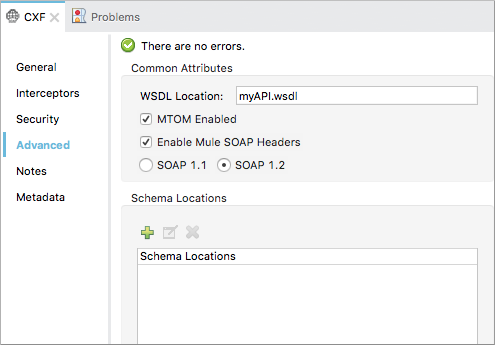 CXF
Problems
There are no errors.
General
Interceptors
Security
Advanced
Notes
Metadata
Common Attributes
WSDL Location: myAPI.wsdl
MTOM Enabled
Enable Mule SOAP Headers
SOAP 1.1 SOAP 1.2
Schema Locations
Schema Locations